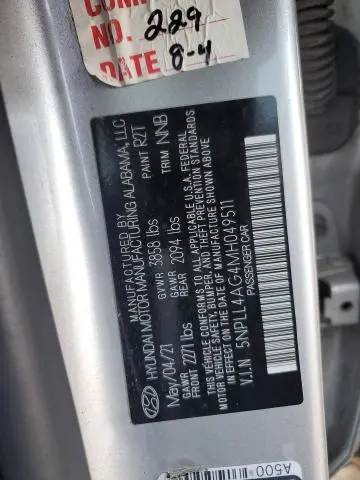 NO. 229
DATE 8-4
MANUFACTURED BY
HYUNDAI MOTOR MANUFACTURING ALABAMA, LLC
May/04/21 GVWR 3858 lbs PAINT R2T
GAWR FRONT 2271 lbs GAWR REAR 2094 lbs TRIM NNB
THIS VEHICLE CONFORMS TO ALL APPLICABLE U.S.A. FEDERAL
MOTOR VEHICLE SAFETY, BUMPER, AND THEFT PREVENTION STANDARDS
IN EFFECT ON THE DATE OF MANUFACTURE SHOWN ABOVE
V.I.N 5NPLL4AG4MH049511
PASSENGER CAR
A500